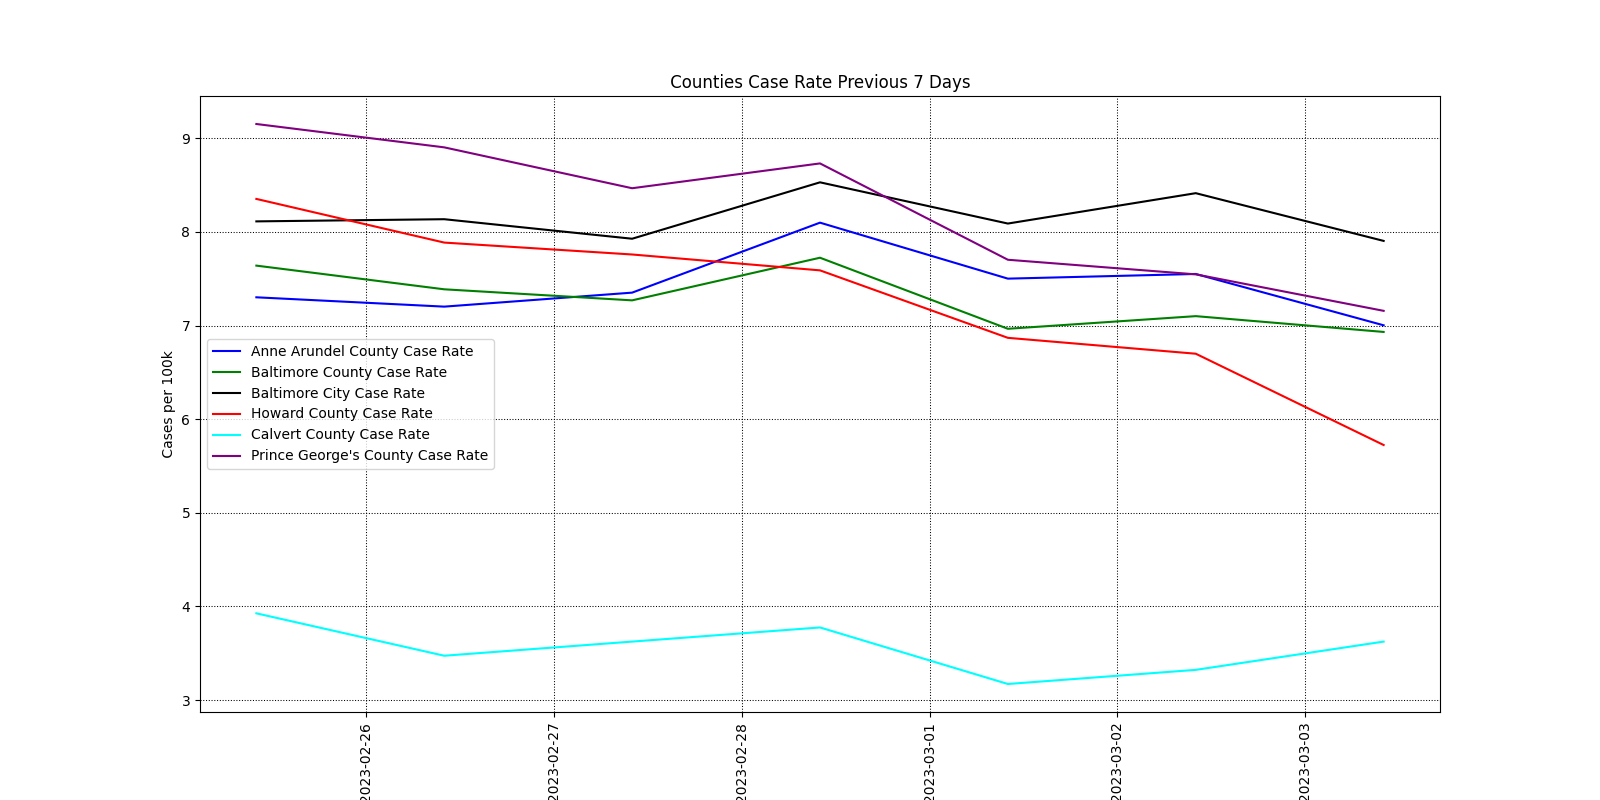 Counties Case Rate Previous 7 Days
Cases per 100k
9
8
7
6
5
4
3
Anne Arundel County Case Rate
Baltimore County Case Rate
Baltimore City Case Rate
Howard County Case Rate
Calvert County Case Rate
Prince George's County Case Rate
2023-02-26
2023-02-27
2023-02-28
2023-03-01
2023-03-02
2023-03-03